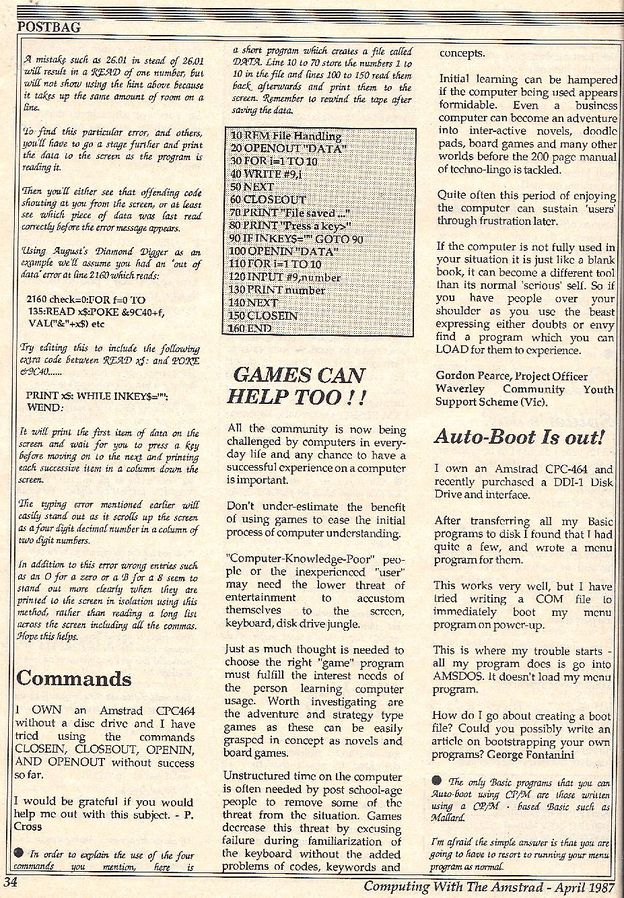 POSTBAG
A mistake such as 26.01 in stead of 26,01
will result in a READ of one number, but
will not show using the hint above because
it takes up the same amount of room on a
line.
To find this particular error, and others,
you'll have to go a stage further and print
the data to the screen as the program is
reading it.
Then you'll either see that offending code
shouting at you from the screen, or at least
see which piece of data was last read
correctly before the error message appears.
Using August's Diamond Digger as an
example we'll assume you had an 'out of
data' error at line 2160 which reads:
2160 check=0:FOR f=0 TO
135:READ x$:POKE &9C40+f,
VAL("&"+x$) etc
Try editing this to include the following
extra code between READ x$: and POKE
&9C40......
PRINT x$: WHILE INKEY$="":
WEND:
It will print the first item of data on the
screen and wait for you to press a key
before moving on to the next and printing
each successive item in a column down the
screen.
The typing error mentioned earlier will
easily stand out as it scrolls up the screen
as a four digit decimal number in a column of
two digit numbers.
In addition to this error wrong entries such
as an O for a zero or a B for a 8 seem to
stand out more clearly when they are
printed to the screen in isolation using this
method, rather than reading a long list
across the screen including all the commas.
Hope this helps.
Commands
I OWN an Amstrad CPC464
without a disc drive and I have
tried using the commands
CLOSEIN, CLOSEOUT, OPENIN,
AND OPENOUT without success
so far.
I would be grateful if you would
help me out with this subject. - P.
Cross
● In order to explain the use of the four
commands you mention, here is
a short program which creates a file called
DATA. Line 10 to 70 store the numbers 1 to
10 in the file and lines 100 to 150 read them
back afterwards and print them to the
screen. Remember to rewind the tape after
saving the data.
10 REM File Handling
20 OPENOUT "DATA"
30 FOR i=1 TO 10
40 WRITE #9,i
50 NEXT
60 CLOSEOUT
70 PRINT "File saved ..."
80 PRINT "Press a key>"
90 IF INKEY$="" GOTO 90
100 OPENIN "DATA"
110 FOR i=1 TO 10
120 INPUT #9,number
130 PRINT number
140 NEXT
150 CLOSEIN
160 END
GAMES CAN
HELP TOO ! !
All the community is now being
challenged by computers in every-
day life and any chance to have a
successful experience on a computer
is important.
Don't under-estimate the benefit
of using games to ease the initial
process of computer understanding.
"Computer-Knowledge-Poor" peo-
ple or the inexperienced "user"
may need the lower threat of
entertainment to accustom
themselves to the screen,
keyboard, disk drive jungle.
Just as much thought is needed to
choose the right "game" program
must fulfill the interest needs of
the person learning computer
usage. Worth investigating are
the adventure and strategy type
games as these can be easily
grasped in concept as novels and
board games.
Unstructured time on the computer
is often needed by post school-age
people to remove some of the
threat from the situation. Games
decrease this threat by excusing
failure during familiarization of
the keyboard without the added
problems of codes, keywords and
concepts.
Initial learning can be hampered
if the computer being used appears
formidable. Even a business
computer can become an adventure
into inter-active novels, doodle
pads, board games and many other
worlds before the 200 page manual
of techno-lingo is tackled.
Quite often this period of enjoying
the computer can sustain 'users'
through frustration later.
If the computer is not fully used in
your situation it is just like a blank
book, it can become a different tool
than its normal 'serious' self. So if
you have people over your
shoulder as you use the beast
expressing either doubts or envy
find a program which you can
LOAD for them to experience.
Gordon Pearce, Project Officer
Waverley Community Youth
Support Scheme (Vic).
Auto-Boot Is out!
I own an Amstrad CPC-464 and
recently purchased a DDI-1 Disk
Drive and interface.
After transferring all my Basic
programs to disk I found that I had
quite a few, and wrote a menu
program for them.
This works very well, but I have
tried writing a COM file to
immediately boot my menu
program on power-up.
This is where my trouble starts -
all my program does is go into
AMSDOS. It doesn't load my menu
program.
How do I go about creating a boot
file? Could you possibly write an
article on bootstrapping your own
programs? George Fontanini
● The only Basic programs that you can
Auto-boot using CP/M are those written
using a CP/M - based Basic such as
Mallard.
I'm afraid the simple answer is that you are
going to have to resort to running your menu
program as normal.
34
Computing With The Amstrad - April 1987